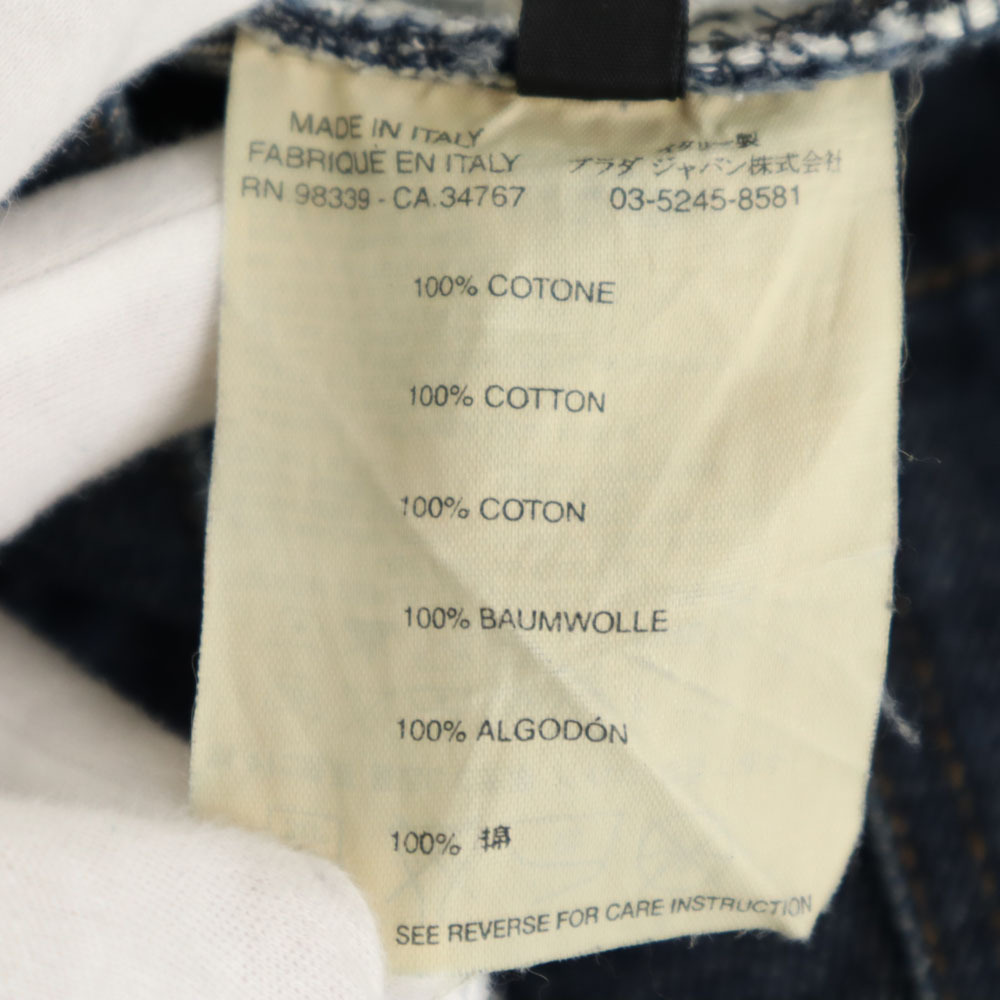 MADE IN ITALY
FABRIQUÉ EN ITALY
RN 98339 - CA.34767
イタリー製
プラダ ジャパン株式会社
03-5245-8581
100% COTONE
100% COTTON
100% COTON
100% BAUMWOLLE
100% ALGODÓN
100% 綿
SEE REVERSE FOR CARE INSTRUCTION